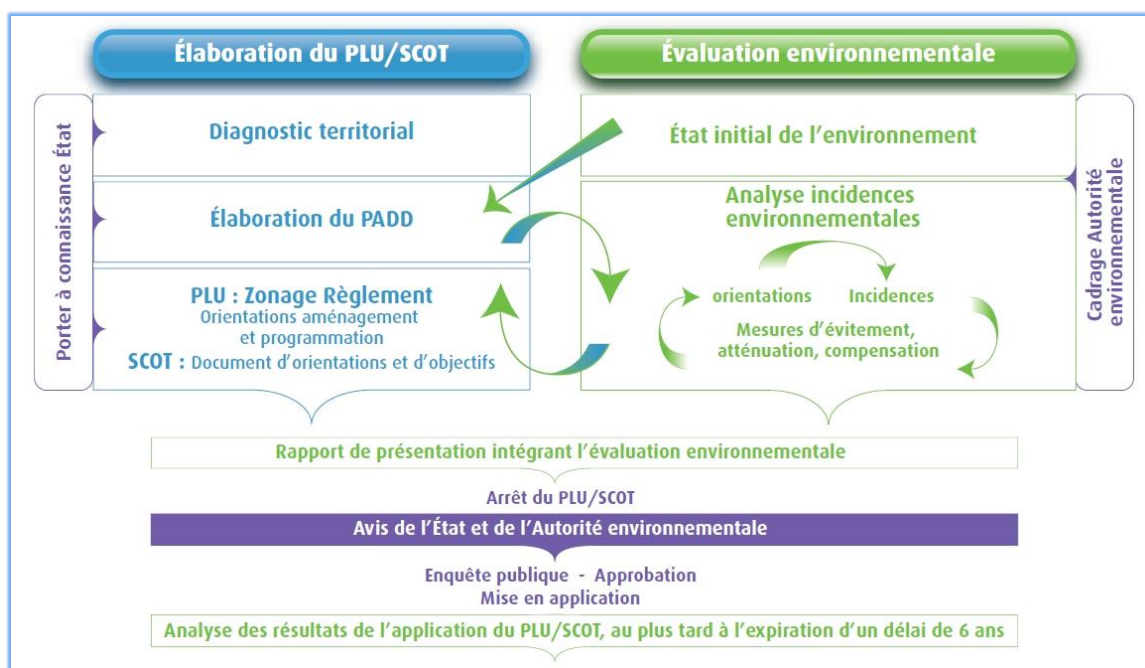 Élaboration du PLU/SCOT
Évaluation environnementale
Porter à connaissance État
Diagnostic territorial
État initial de l'environnement
Élaboration du PADD
Analyse incidences
environnementales
PLU : Zonage Règlement
Orientations aménagement
et programmation
SCOT : Document d'orientations et d'objectifs
orientations
Incidences
Mesures d'évitement,
atténuation, compensation
Cadrage Autorité
environnementale
Rapport de présentation intégrant l'évaluation environnementale
Arrêt du PLU/SCOT
Avis de l'État et de l'Autorité environnementale
Enquête publique - Approbation
Mise en application
Analyse des résultats de l'application du PLU/SCOT, au plus tard à l'expiration d'un délai de 6 ans